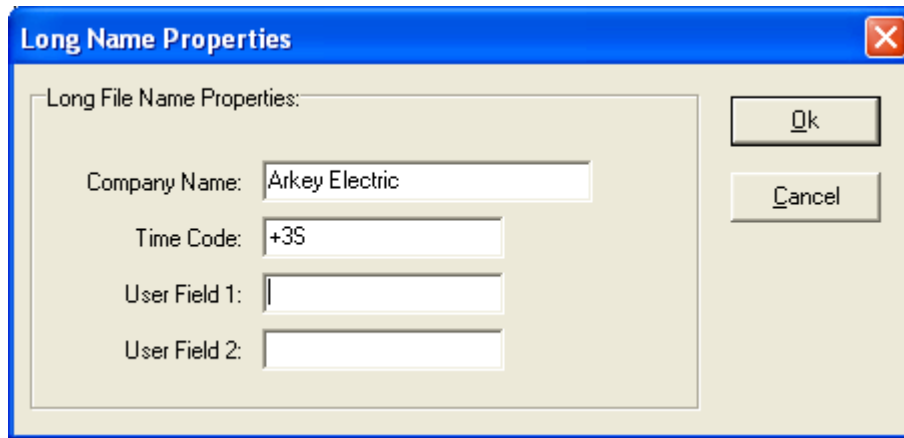 Long Name Properties
Long File Name Properties:
Ok
Company Name: Arkey Electric
Cancel
Time Code: +3S
User Field 1:
User Field 2: